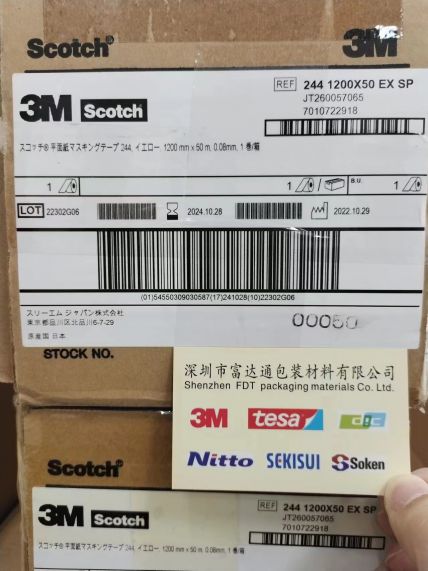 Scotch®
3M
3M Scotch
REF 244 1200X50 EX SP
JT260057065
7010722918
スコッチ® 平面紙マスキングテープ 244, イエロー, 1200 mm x 50 m, 0.08mm, 1 巻/箱
1
1
B.U.
1
LOT 22302G06
2024.10.28
2022.10.29
(01)54550309030587(17)241028(10)22302G06
スリーエム ジャパン株式会社
東京都品川区北品川6-7-29
原産国 日本
00060
STOCK NO.
深圳市富达通包装材料有限公司
Shenzhen FDT packaging materials Co. Ltd.
3M tesa dic
Nitto SEKISUI Soken
Scotch®
3M Scotch
REF 244 1200X50 EX SP
JT260057065
7010722918
スコッチ® 平面紙マスキングテープ 244, イエロー, 1200 mm x 50 m, 0.08mm, 1 巻/箱